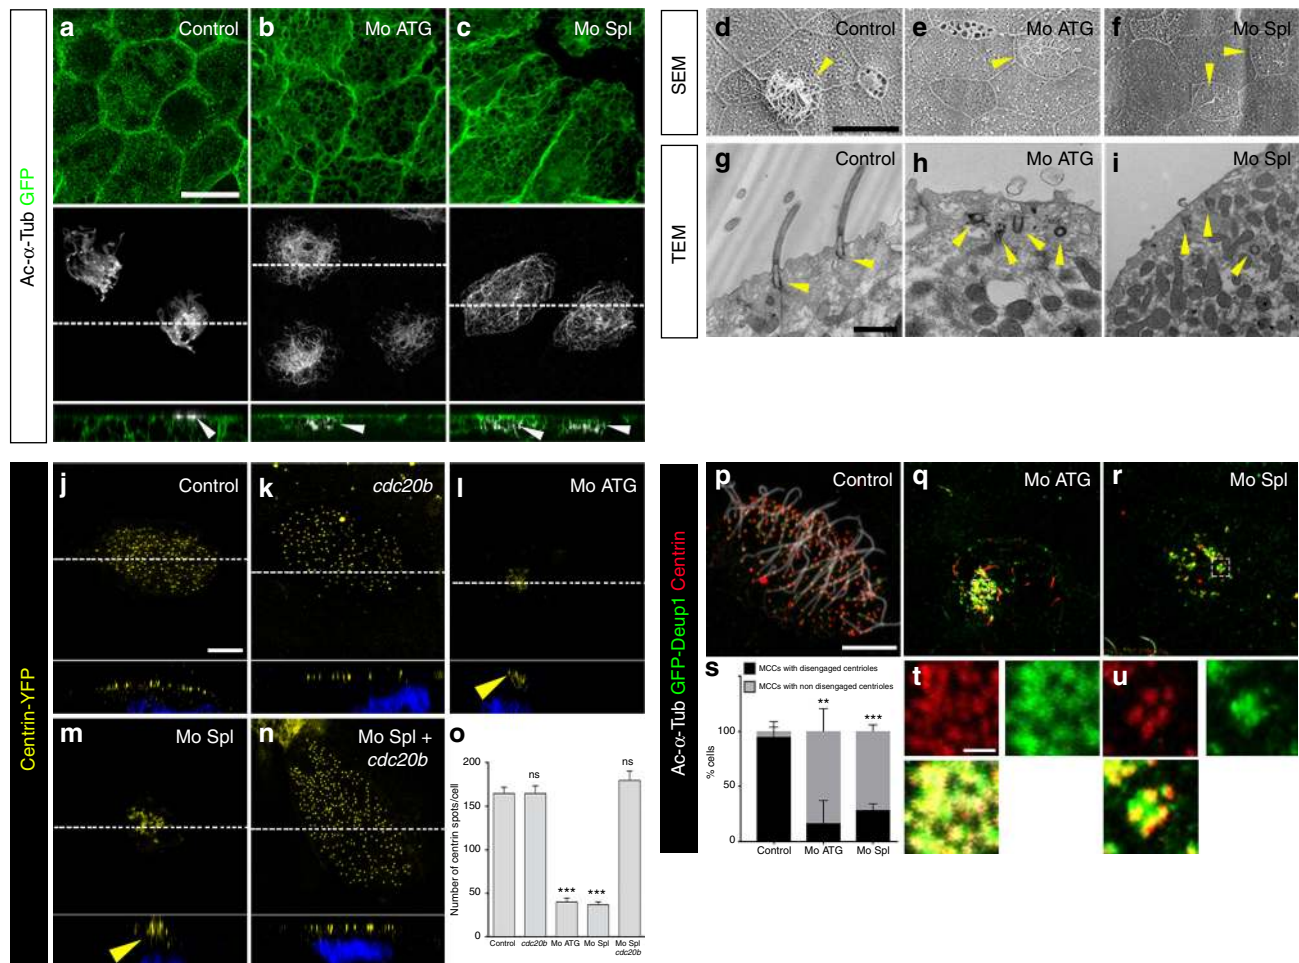 a Control
b Mo ATG
c Mo Spl
Ac-α-Tub GFP
SEM
d Control
e Mo ATG
f Mo Spl
TEM
g Control
h Mo ATG
i Mo Spl
Centrin-YFP
j Control
k cdc20b
l Mo ATG
m Mo Spl
n Mo Spl +
cdc20b
o
Number of centrin spots/cell
200
150
100
50
0
ns
***
***
ns
Control
cdc20b
Mo ATG
Mo Spl
Mo Spl
cdc20b
Ac-α-Tub GFP-Deup1 Centrin
p Control
q Mo ATG
r Mo Spl
s
MCCs with disengaged centrioles
MCCs with non disengaged centrioles
% cells
100
50
0
**
***
Control
Mo ATG
Mo Spl
t
u